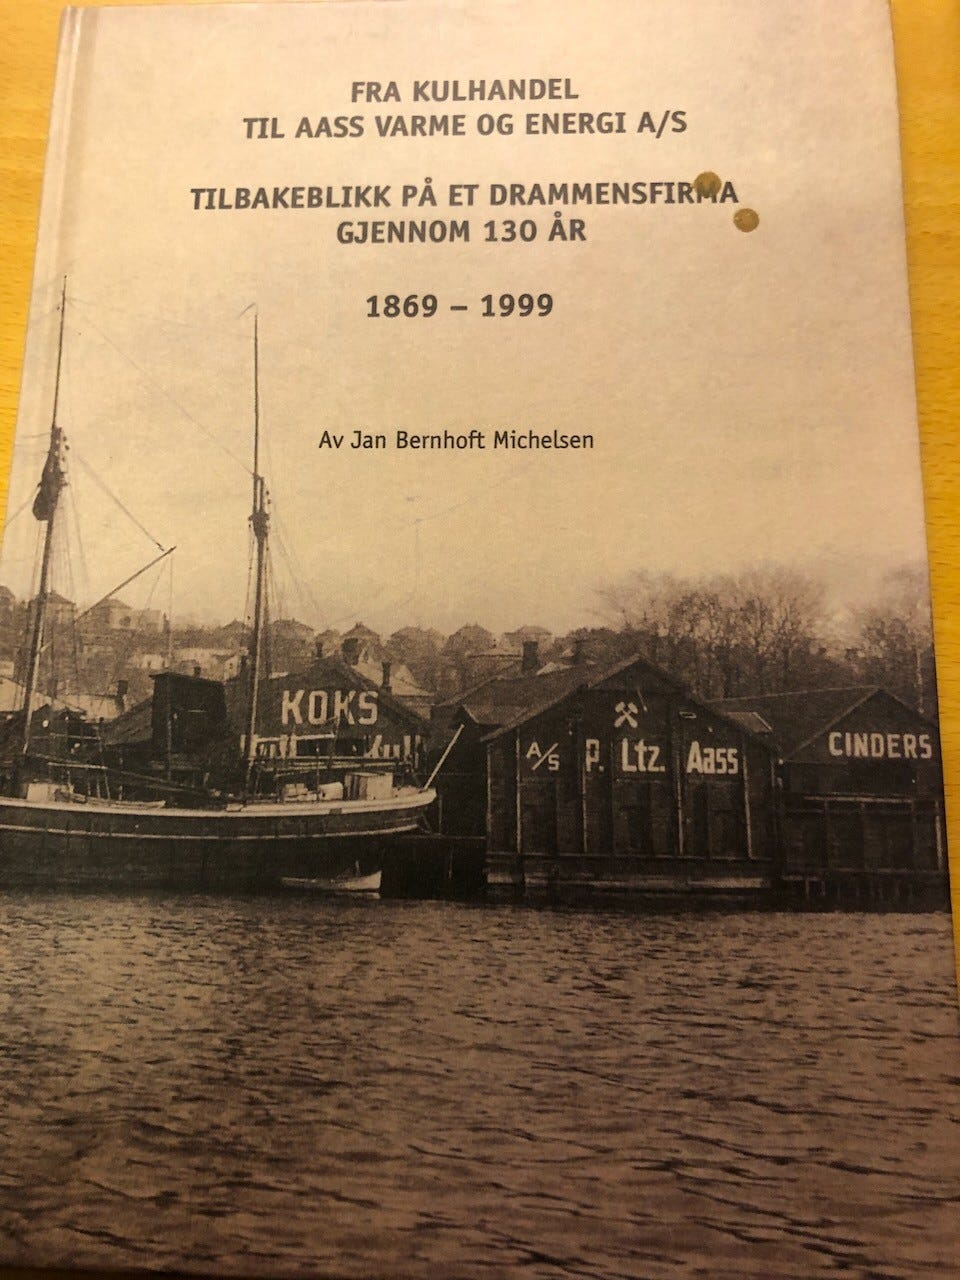 FRA KULHANDEL
TIL AASS VARME OG ENERGI A/S
TILBAKEBLIKK PÅ ET DRAMMENSFIRMA
GJENNOM 130 ÅR
1869 – 1999
Av Jan Bernhoft Michelsen
KOKS
A/S P. Ltz. Aass
CINDERS